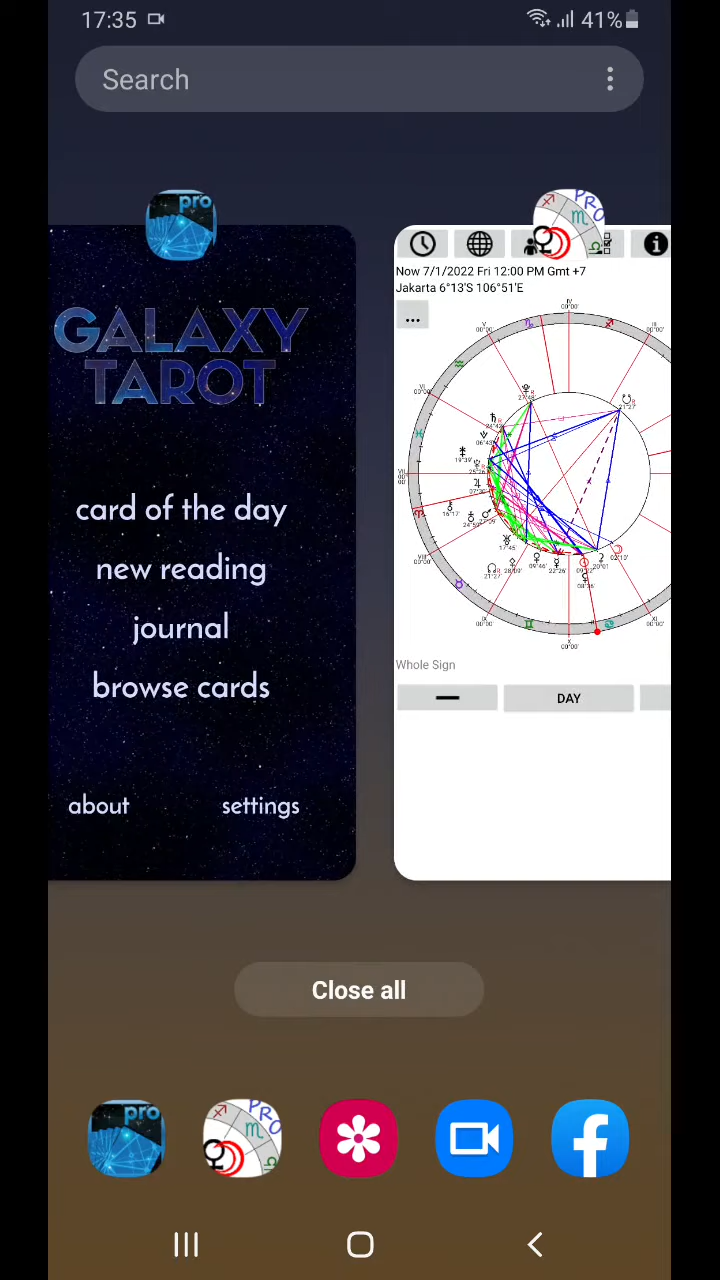 17:35
41%
Search
pro
PRO
GALAXY
TAROT
card of the day
new reading
journal
browse cards
about
settings
Now 7/1/2022 Fri 12:00 PM Gmt +7
Jakarta 6°13'S 106°51'E
...
Whole Sign
DAY
Close all
pro
PRO